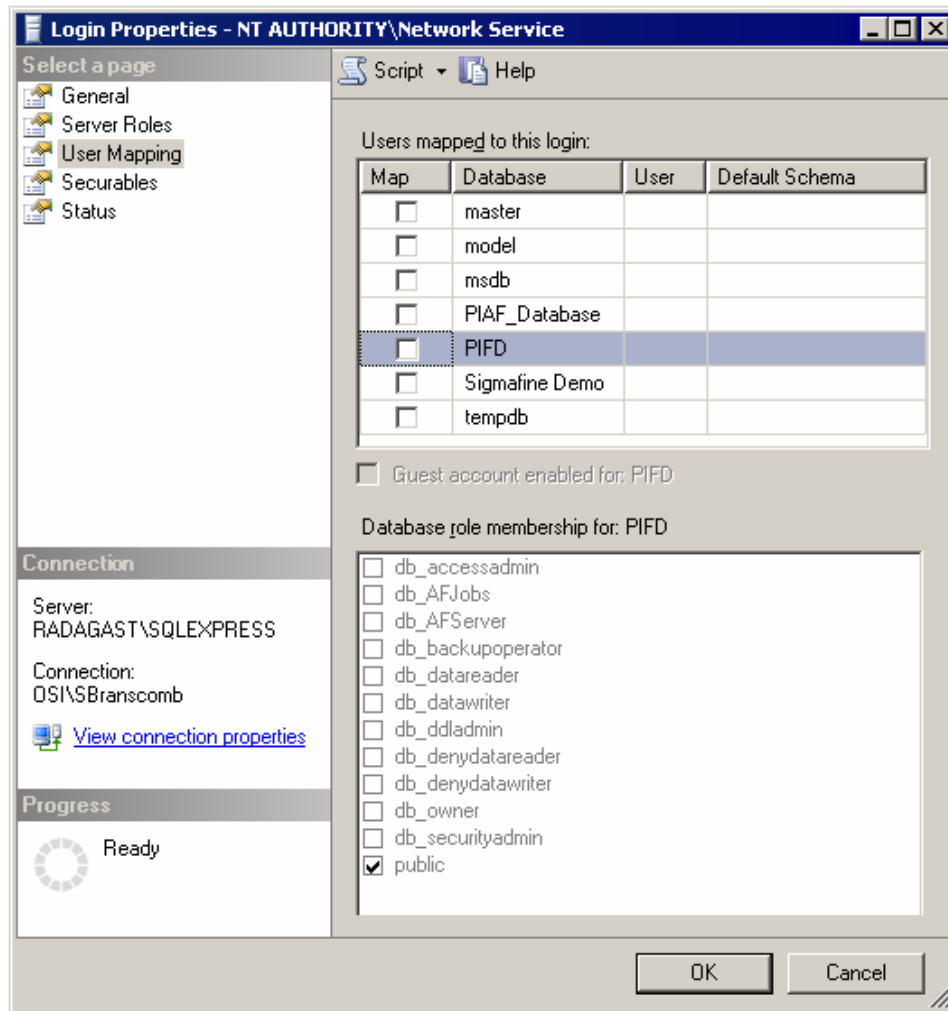 Login Properties - NT AUTHORITY\Network Service
Select a page
General
Server Roles
User Mapping
Securables
Status
Script Help
Users mapped to this login:
Map Database User Default Schema
master
model
msdb
PIAF_Database
PIFD
Sigmafine Demo
tempdb
Guest account enabled for: PIFD
Database role membership for: PIFD
db_accessadmin
db_AFJobs
db_AFServer
db_backupoperator
db_datareader
db_datawriter
db_ddladmin
db_denydatareader
db_denydatawriter
db_owner
db_securityadmin
public
Connection
Server:
RADAGAST\SQLEXPRESS
Connection:
OSI\SBranscomb
View connection properties
Progress
Ready
OK Cancel